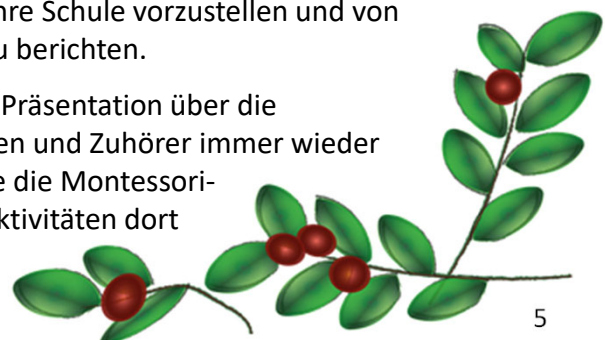 hre Schule vorzustellen und von
u berichten.
Präsentation über die
en und Zuhörer immer wieder
e die Montessori-
ktivitäten dort
5